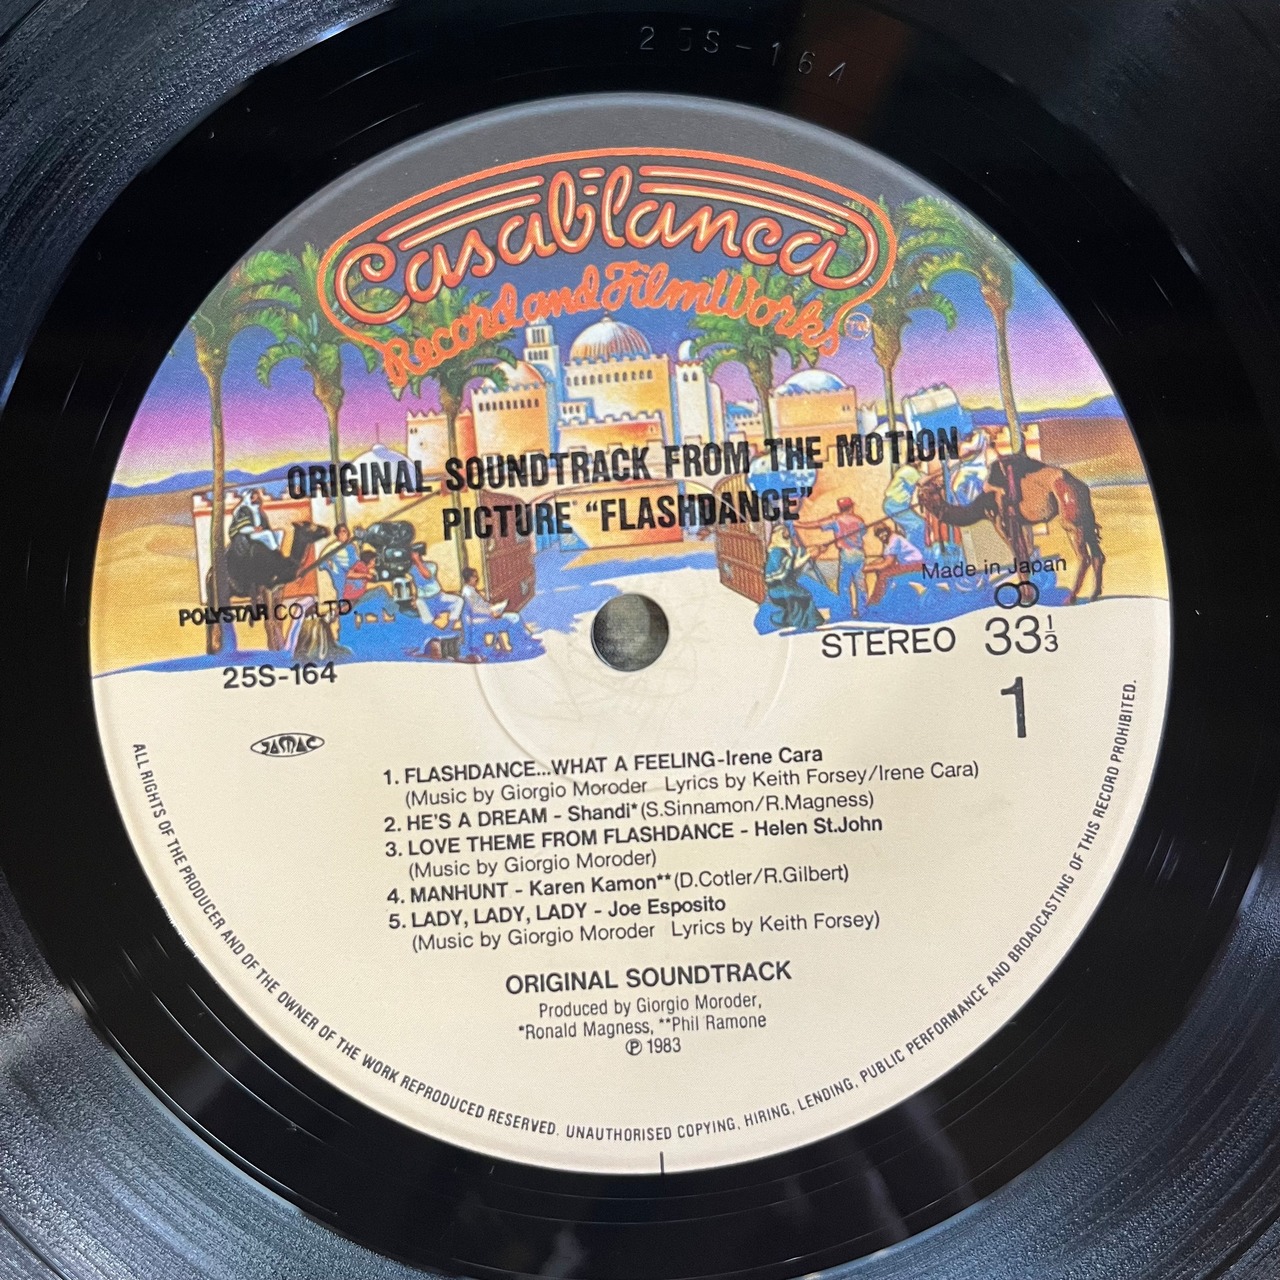 25S-164
Casablanca
Record and FilmWorks
TM
ORIGINAL SOUNDTRACK FROM THE MOTION
PICTURE “FLASHDANCE”
Made in Japan
POLYSTAR CO.,LTD.
STEREO 33⅓
25S-164
1
JASRAC
1. FLASHDANCE...WHAT A FEELING-Irene Cara
(Music by Giorgio Moroder Lyrics by Keith Forsey/Irene Cara)
2. HE'S A DREAM - Shandi* (S.Sinnamon/R.Magness)
3. LOVE THEME FROM FLASHDANCE - Helen St.John
(Music by Giorgio Moroder)
4. MANHUNT - Karen Kamon** (D.Cotler/R.Gilbert)
5. LADY, LADY, LADY - Joe Esposito
(Music by Giorgio Moroder Lyrics by Keith Forsey)
ORIGINAL SOUNDTRACK
Produced by Giorgio Moroder,
*Ronald Magness, **Phil Ramone
℗ 1983
ALL RIGHTS OF THE PRODUCER AND OF THE OWNER OF THE WORK REPRODUCED RESERVED. UNAUTHORISED COPYING, HIRING, LENDING, PUBLIC PERFORMANCE AND BROADCASTING OF THIS RECORD PROHIBITED.